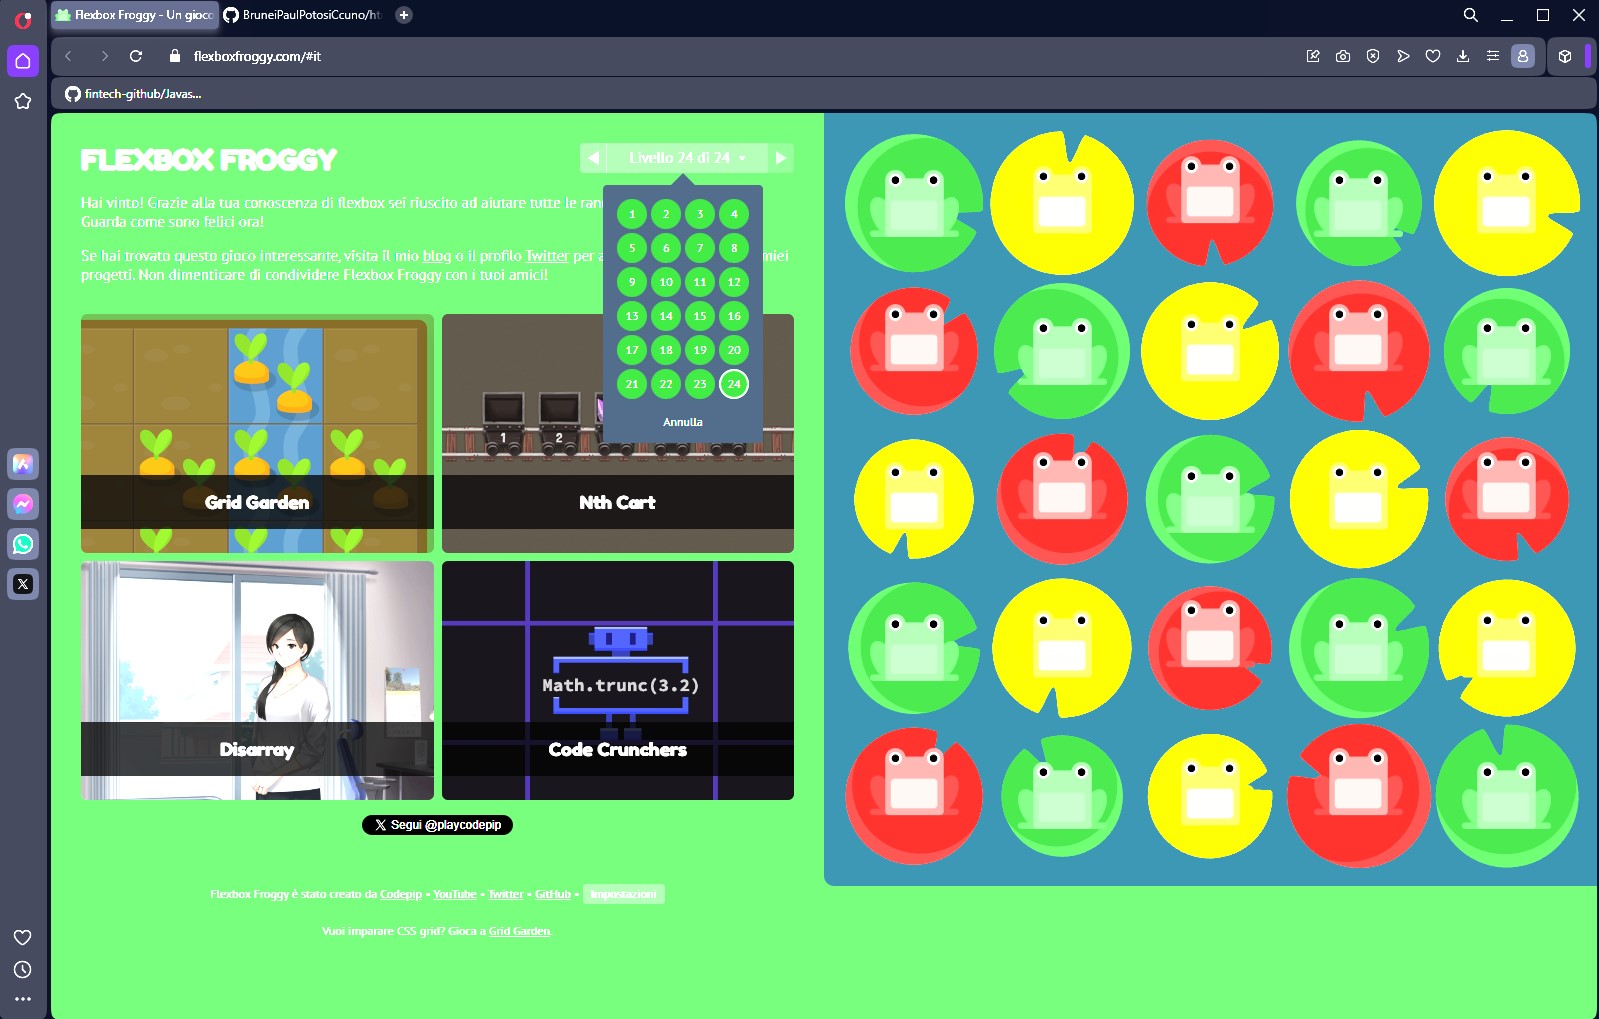 Flexbox Froggy - Un gioco
BruneiPaulPotosiCcuno/ht
flexboxfroggy.com/#it
fintech-github/Javas...
FLEXBOX FROGGY
Livello 24 di 24
Hai vinto! Grazie alla tua conoscenza di flexbox sei riuscito ad aiutare tutte le ran
Guarda come sono felici ora!
Se hai trovato questo gioco interessante, visita il mio blog o il profilo Twitter per a miei
progetti. Non dimenticare di condividere Flexbox Froggy con i tuoi amici!
1 2 3 4
5 6 7 8
9 10 11 12
13 14 15 16
17 18 19 20
21 22 23 24
Annulla
1 2
Grid Garden
Nth Cart
Math.trunc(3.2)
Disarray
Code Crunchers
Segui @playcodepip
Flexbox Froggy è stato creato da Codepip • YouTube • Twitter • GitHub • Impostazioni
Vuoi imparare CSS grid? Gioca a Grid Garden.